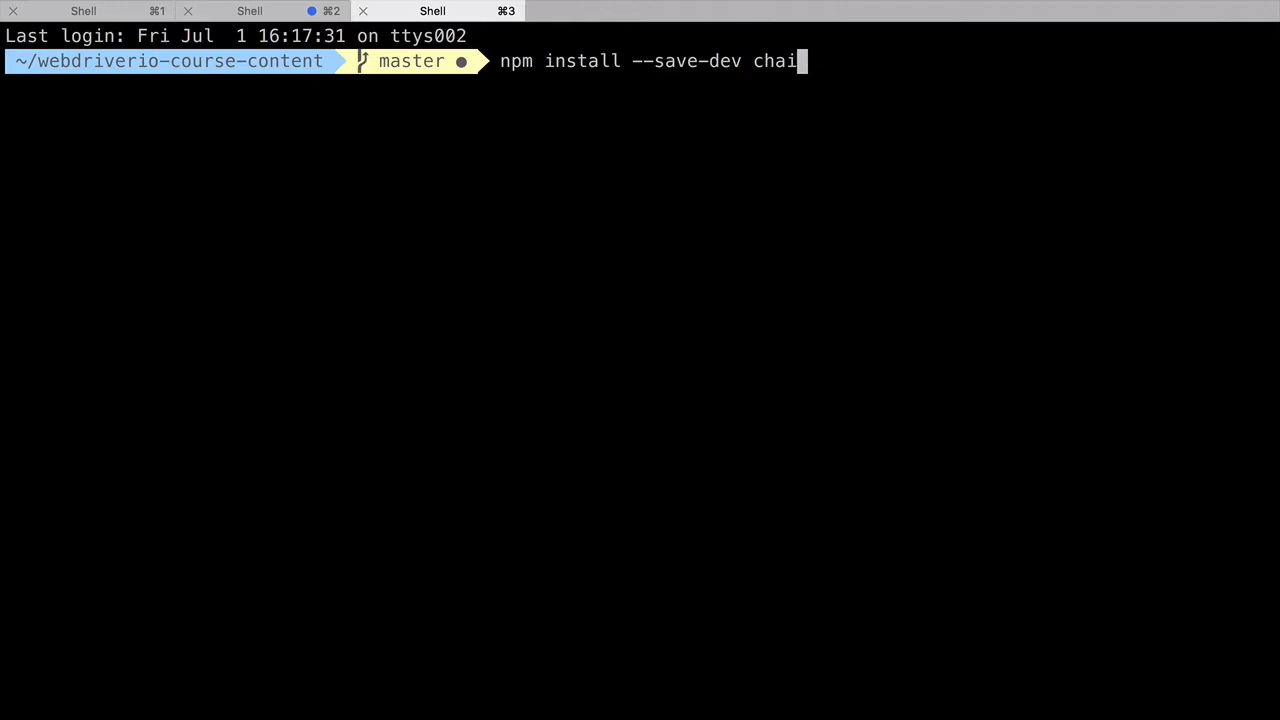 Shell ⌘1 Shell ⌘2 Shell ⌘3
Last login: Fri Jul  1 16:17:31 on ttys002
~/webdriverio-course-content master ● npm install --save-dev chai